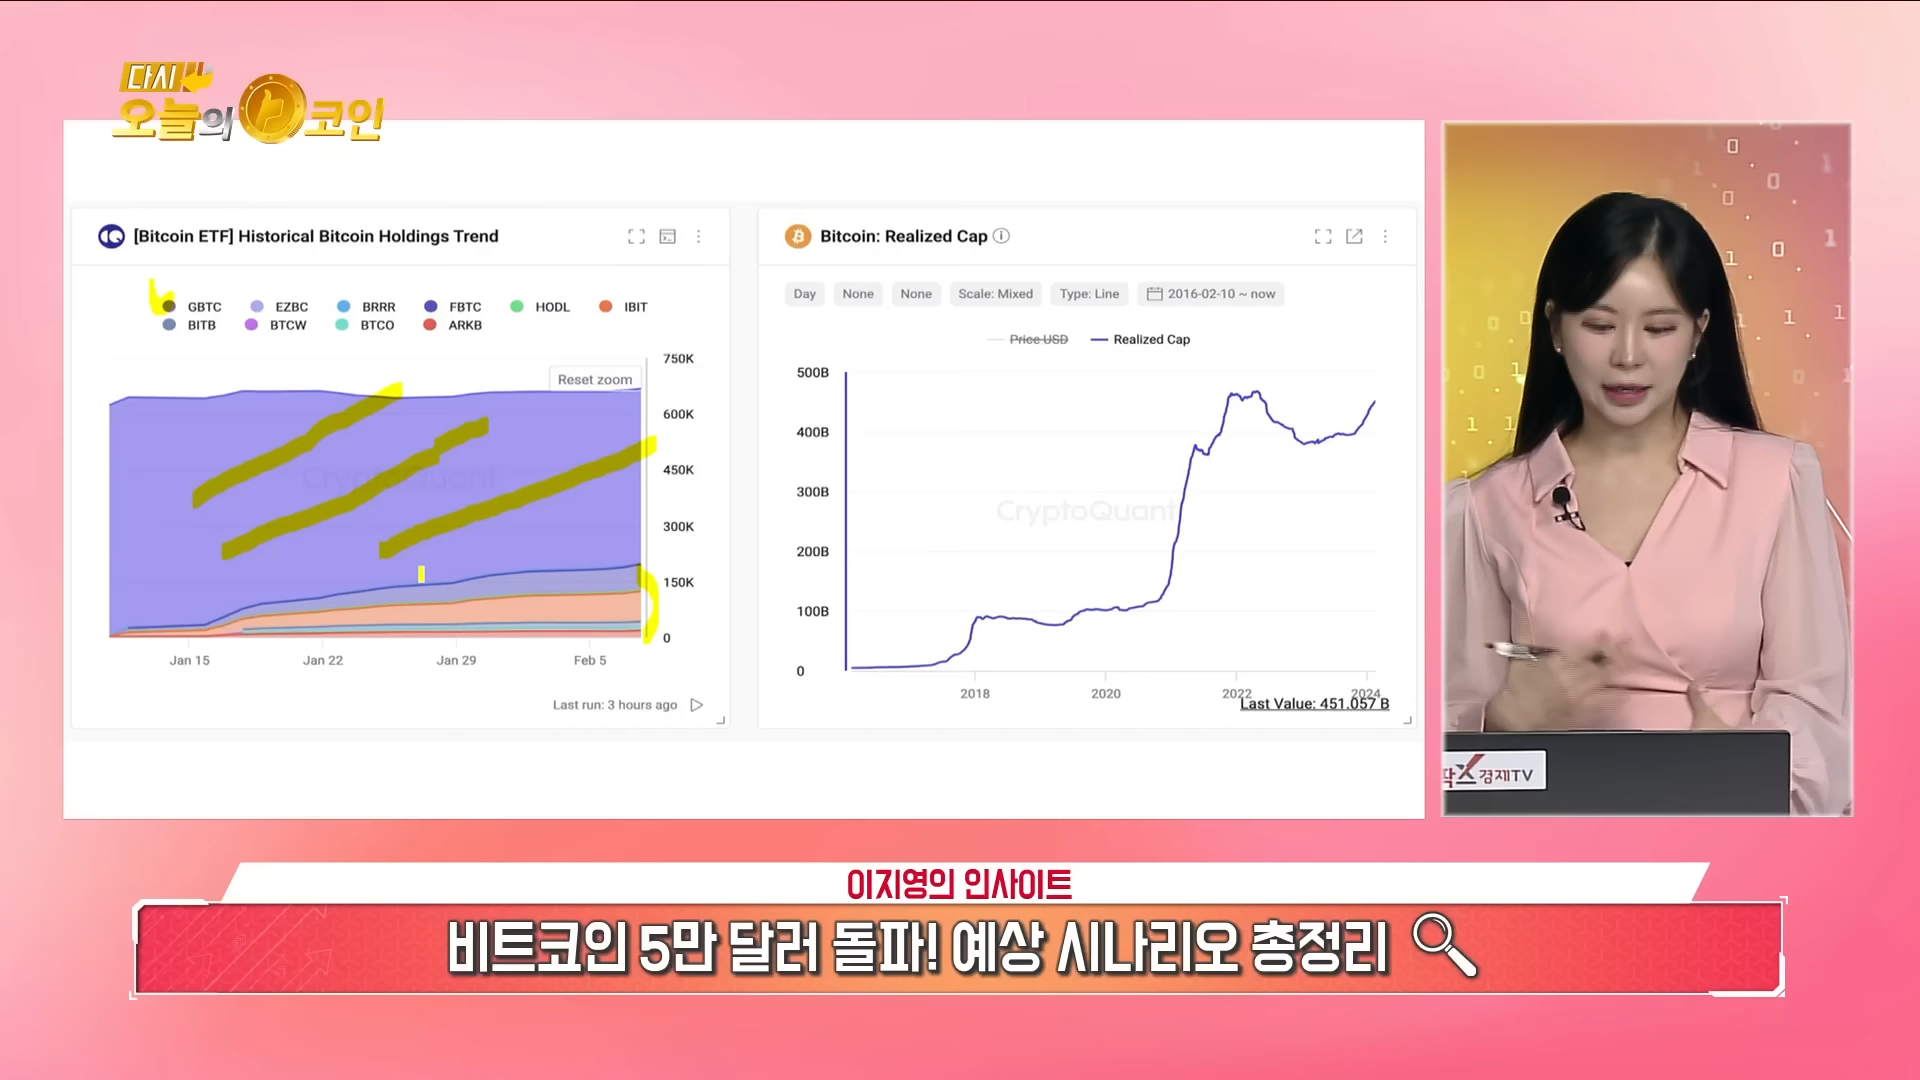 다시
오늘의 코인
[Bitcoin ETF] Historical Bitcoin Holdings Trend
GBTC EZBC BRRR FBTC HODL IBIT
BITB BTCW BTCO ARKB
Reset zoom
750K
600K
450K
300K
150K
0
CryptoQuant
Jan 15 Jan 22 Jan 29 Feb 5
Last run: 3 hours ago
Bitcoin: Realized Cap
Day None None Scale: Mixed Type: Line 2016-02-10 ~ now
Price USD Realized Cap
500B
400B
300B
200B
100B
0
CryptoQuant
2018 2020 2022 2024
Last Value: 451.057 B
경제TV
이지영의 인사이트
비트코인 5만 달러 돌파! 예상 시나리오 총정리